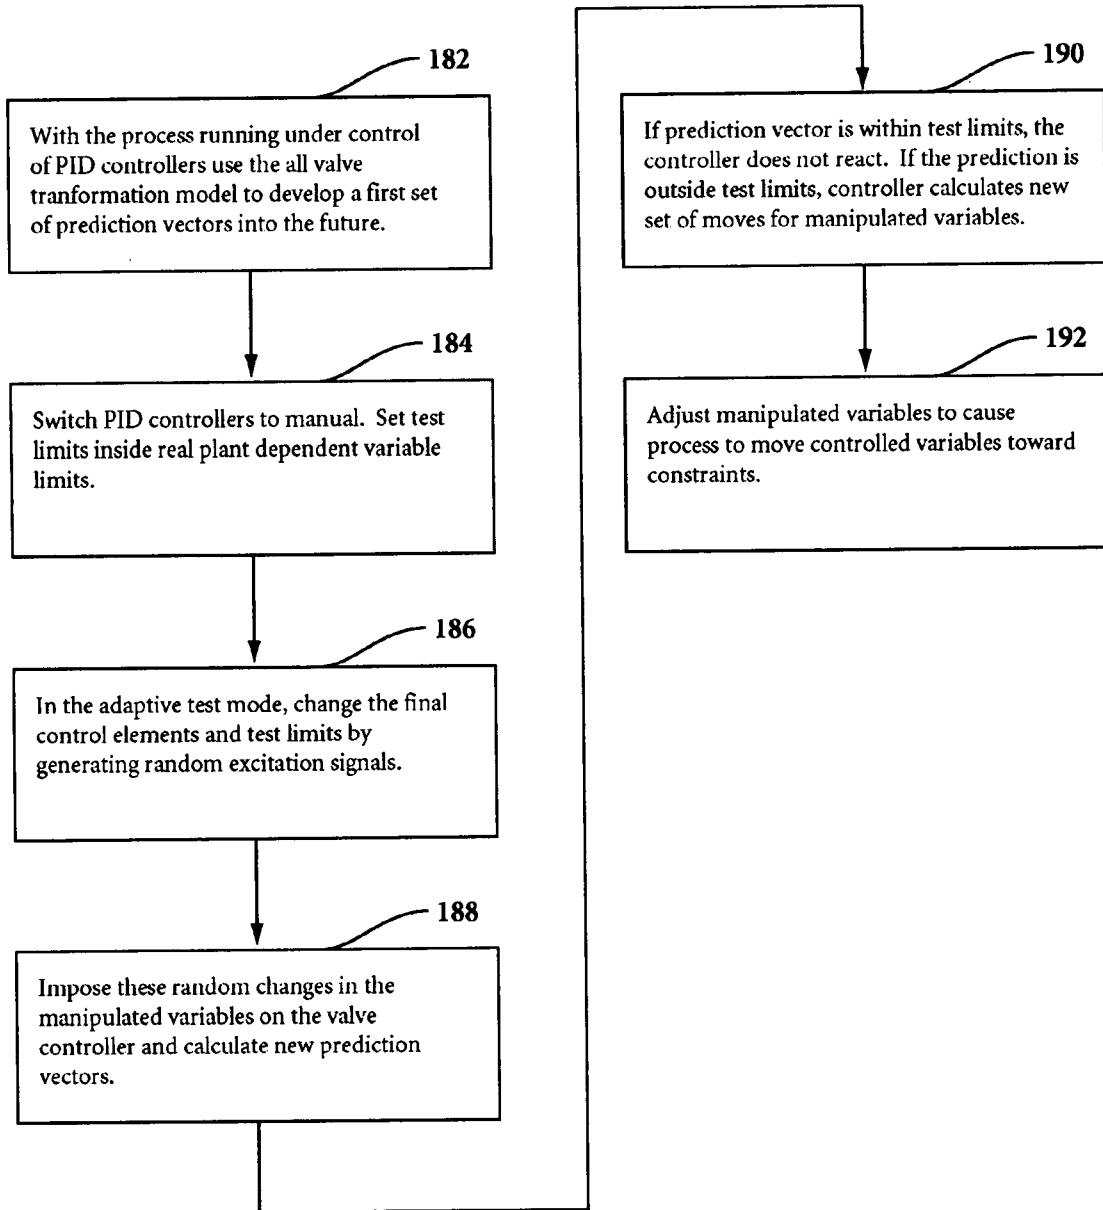 182
With the process running under control
of PID controllers use the all valve
tranformation model to develop a first set
of prediction vectors into the future.
184
Switch PID controllers to manual. Set test
limits inside real plant dependent variable
limits.
186
In the adaptive test mode, change the final
control elements and test limits by
generating random excitation signals.
188
Impose these random changes in the
manipulated variables on the valve
controller and calculate new prediction
vectors.
190
If prediction vector is within test limits, the
controller does not react. If the prediction is
outside test limits, controller calculates new
set of moves for manipulated variables.
192
Adjust manipulated variables to cause
process to move controlled variables toward
constraints.